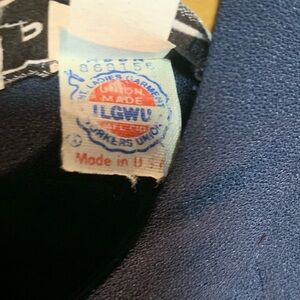 UNION
MADE
ILGWU
AFL-CIO
LADIES GARMENT
WORKERS UNION
Made in U S A